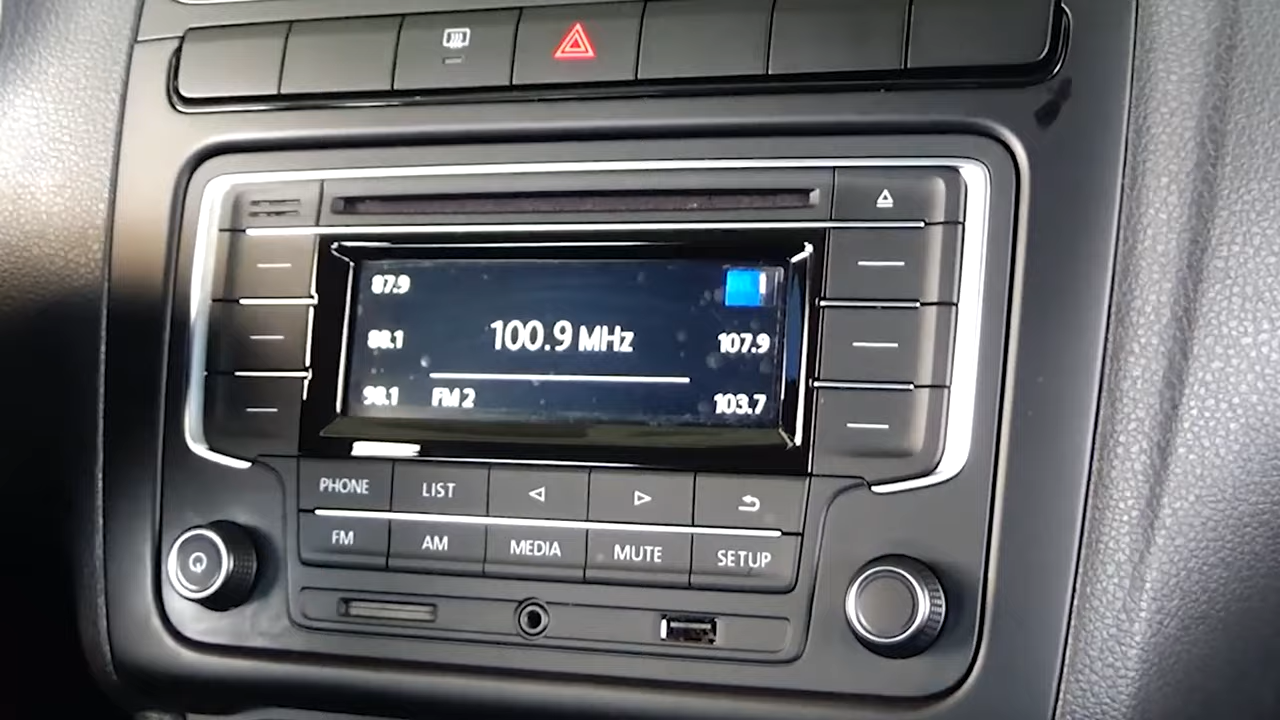 87.9
88.1
100.9 MHz
107.9
98.1
FM 2
103.7
PHONE
LIST
FM
AM
MEDIA
MUTE
SETUP